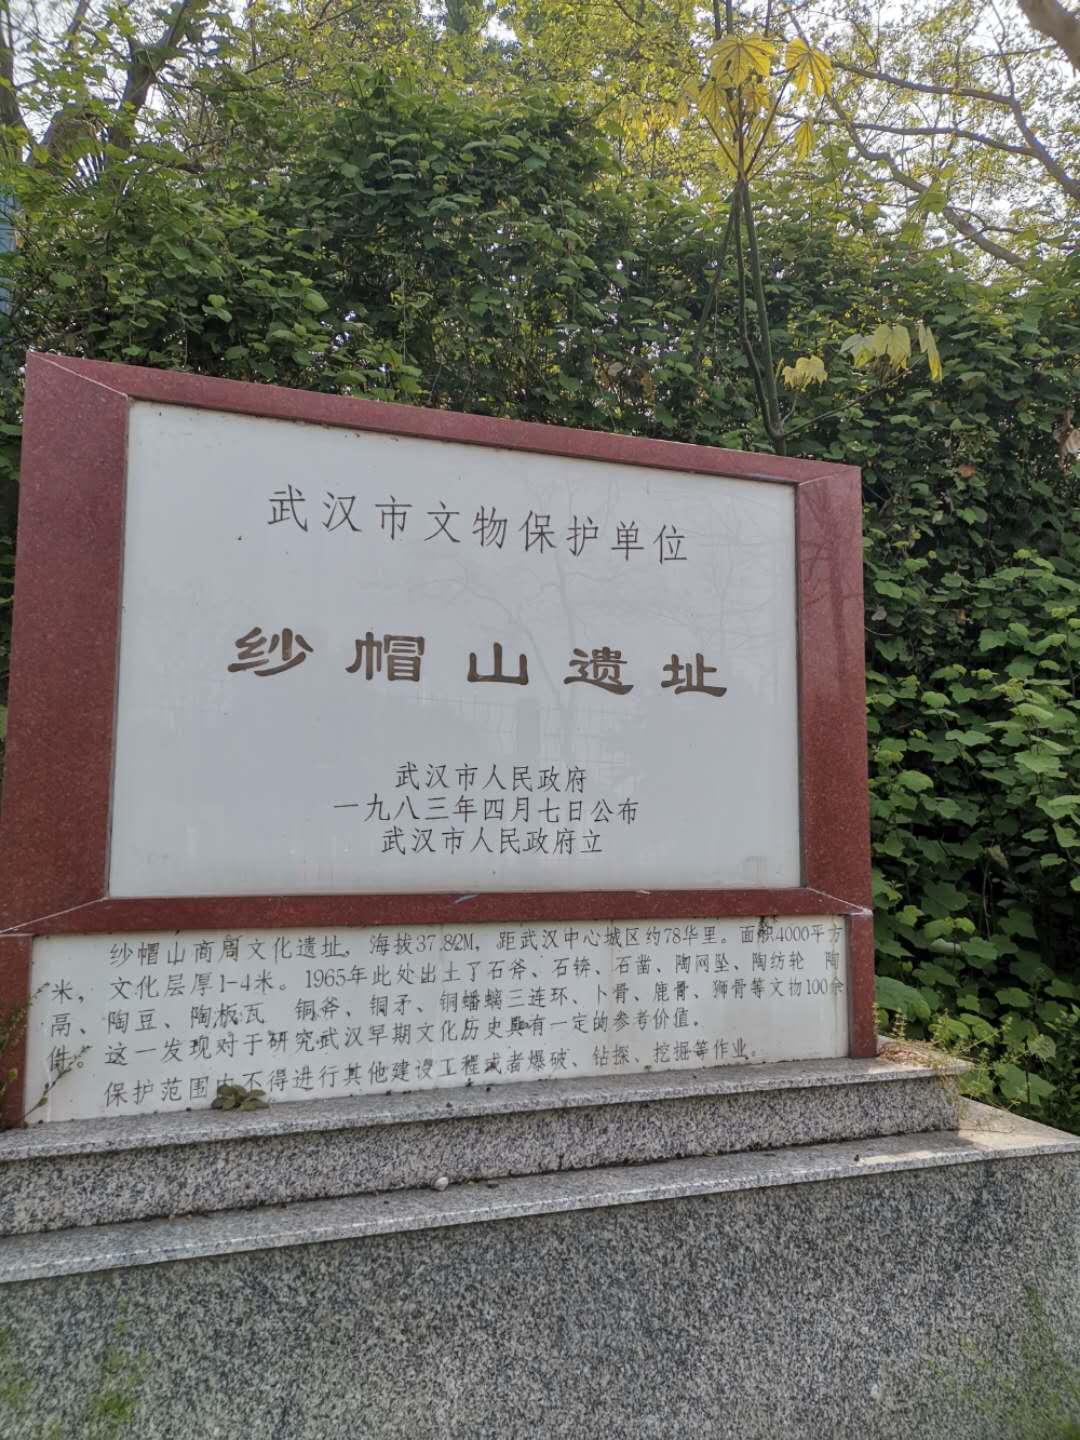 武汉市文物保护单位
纱帽山遗址
武汉市人民政府
一九八三年四月七日公布
武汉市人民政府立
纱帽山商周文化遗址，海拔37.82M，距武汉中心城区约78华里。面积4000平方
米，文化层厚1-4米。1965年此处出土了石斧、石锛、石凿、陶网坠、陶纺轮 陶
鬲、陶豆、陶板瓦 铜斧、铜矛、铜蟠螭三连环、卜骨、鹿骨、狮骨等文物100余
件。这一发现对于研究武汉早期文化历史具有一定的参考价值。
保护范围内不得进行其他建设工程或者爆破、钻探、挖掘等作业。